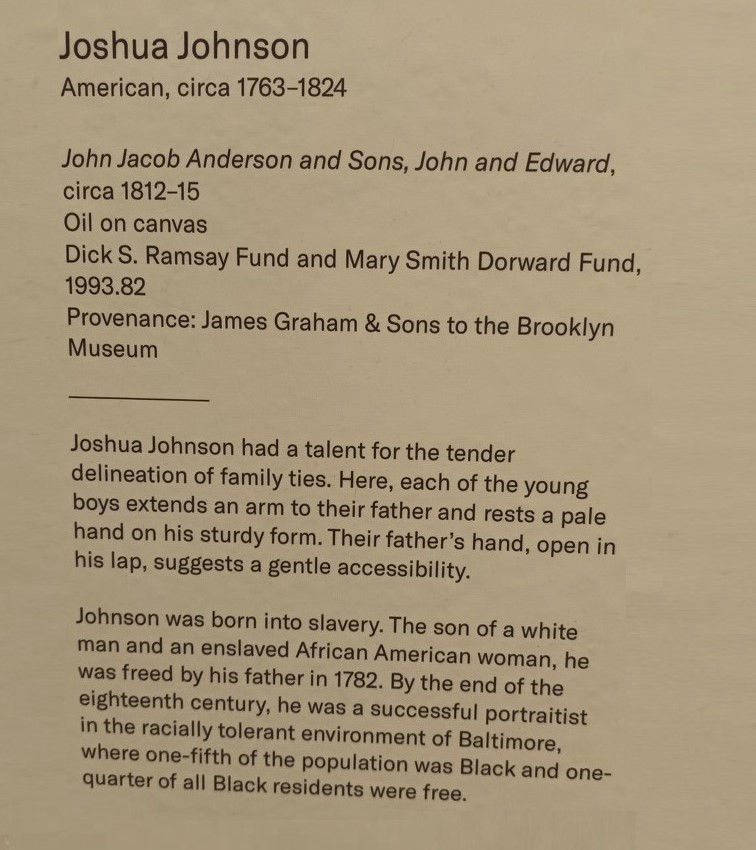 Joshua Johnson
American, circa 1763–1824
John Jacob Anderson and Sons, John and Edward,
circa 1812–15
Oil on canvas
Dick S. Ramsay Fund and Mary Smith Dorward Fund,
1993.82
Provenance: James Graham & Sons to the Brooklyn
Museum
Joshua Johnson had a talent for the tender
delineation of family ties. Here, each of the young
boys extends an arm to their father and rests a pale
hand on his sturdy form. Their father's hand, open in
his lap, suggests a gentle accessibility.
Johnson was born into slavery. The son of a white
man and an enslaved African American woman, he
was freed by his father in 1782. By the end of the
eighteenth century, he was a successful portraitist
in the racially tolerant environment of Baltimore,
where one-fifth of the population was Black and one-
quarter of all Black residents were free.